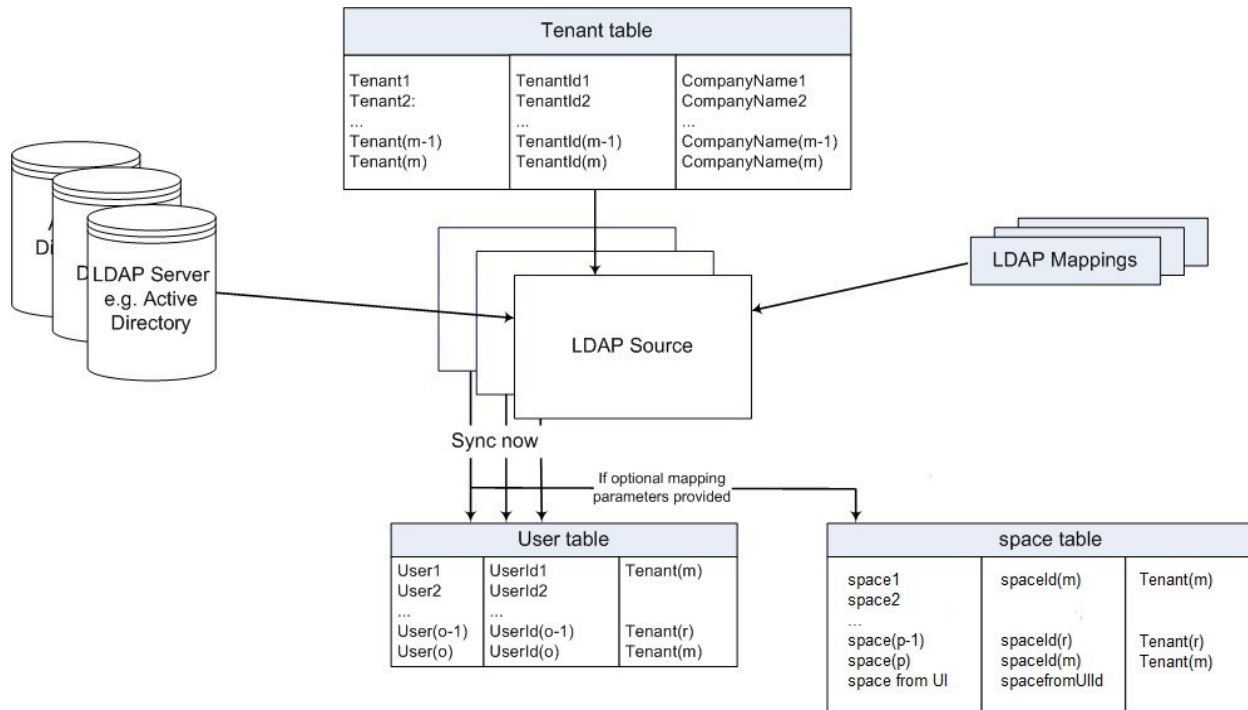 Tenant table
Tenant1
Tenant2:
...
Tenant(m-1)
Tenant(m)
TenantId1
TenantId2
...
TenantId(m-1)
TenantId(m)
CompanyName1
CompanyName2
...
CompanyName(m-1)
CompanyName(m)
A
Di
D
LDAP Server
e.g. Active
Directory
LDAP Mappings
LDAP Source
Sync now
If optional mapping
parameters provided
User table
User1
User2
...
User(o-1)
User(o)
UserId1
UserId2
...
UserId(o-1)
UserId(o)
Tenant(m)
Tenant(r)
Tenant(m)
space table
space1
space2
...
space(p-1)
space(p)
space from UI
spaceId(m)
spaceId(r)
spaceId(m)
spacefromUIId
Tenant(m)
Tenant(r)
Tenant(m)